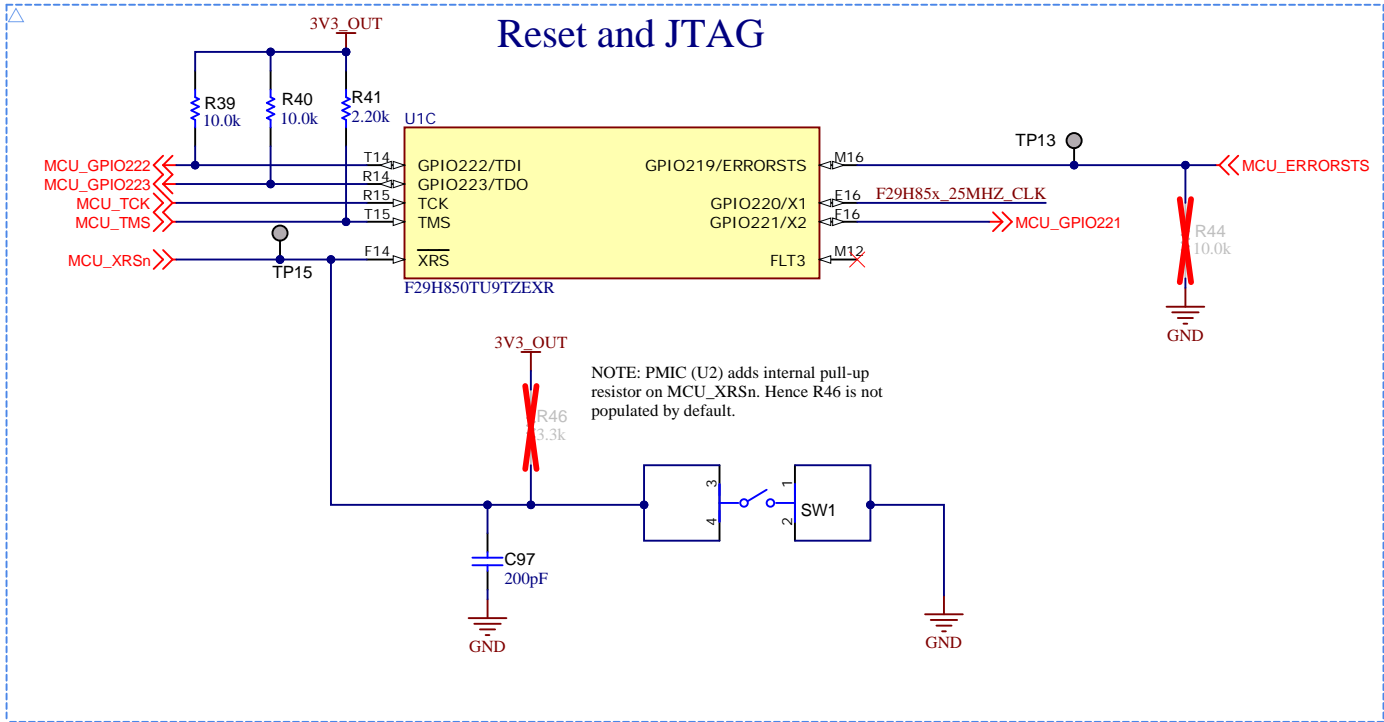 Reset and JTAG
3V3_OUT
R39
10.0k
R40
10.0k
R41
2.20k
U1C
MCU_GPIO222
T14
GPIO222/TDI
MCU_GPIO223
R14
GPIO223/TDO
MCU_TCK
R15
TCK
MCU_TMS
T15
TMS
MCU_XRSn
TP15
F14
XRS
F29H850TU9TZEXR
GPIO219/ERRORSTS
M16
TP13
MCU_ERRORSTS
GPIO220/X1
E16
F29H85x_25MHZ_CLK
GPIO221/X2
F16
MCU_GPIO221
FLT3
M12
R44
10.0k
GND
3V3_OUT
R46
3.3k
NOTE: PMIC (U2) adds internal pull-up
resistor on MCU_XRSn. Hence R46 is not
populated by default.
3
4
1
2
SW1
C97
200pF
GND
GND